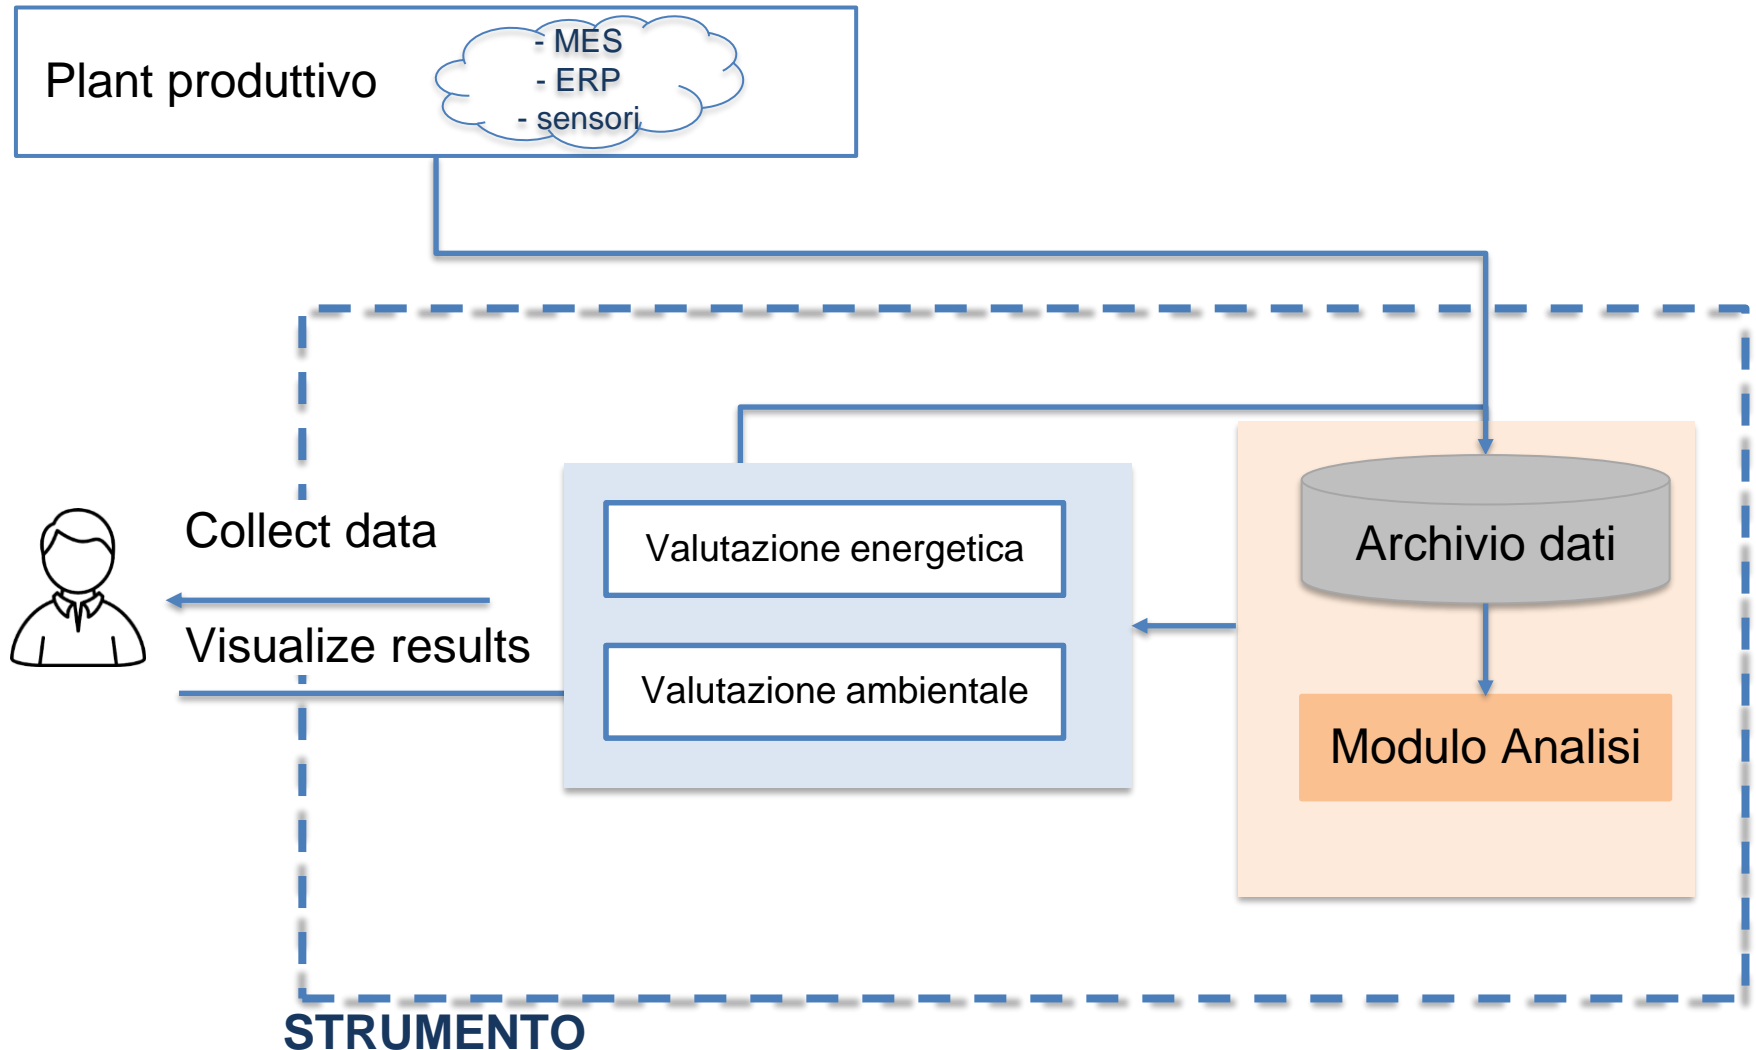 Plant produttivo
- MES
- ERP
- sensori
Collect data
Visualize results
Valutazione energetica
Valutazione ambientale
Archivio dati
Modulo Analisi
STRUMENTO